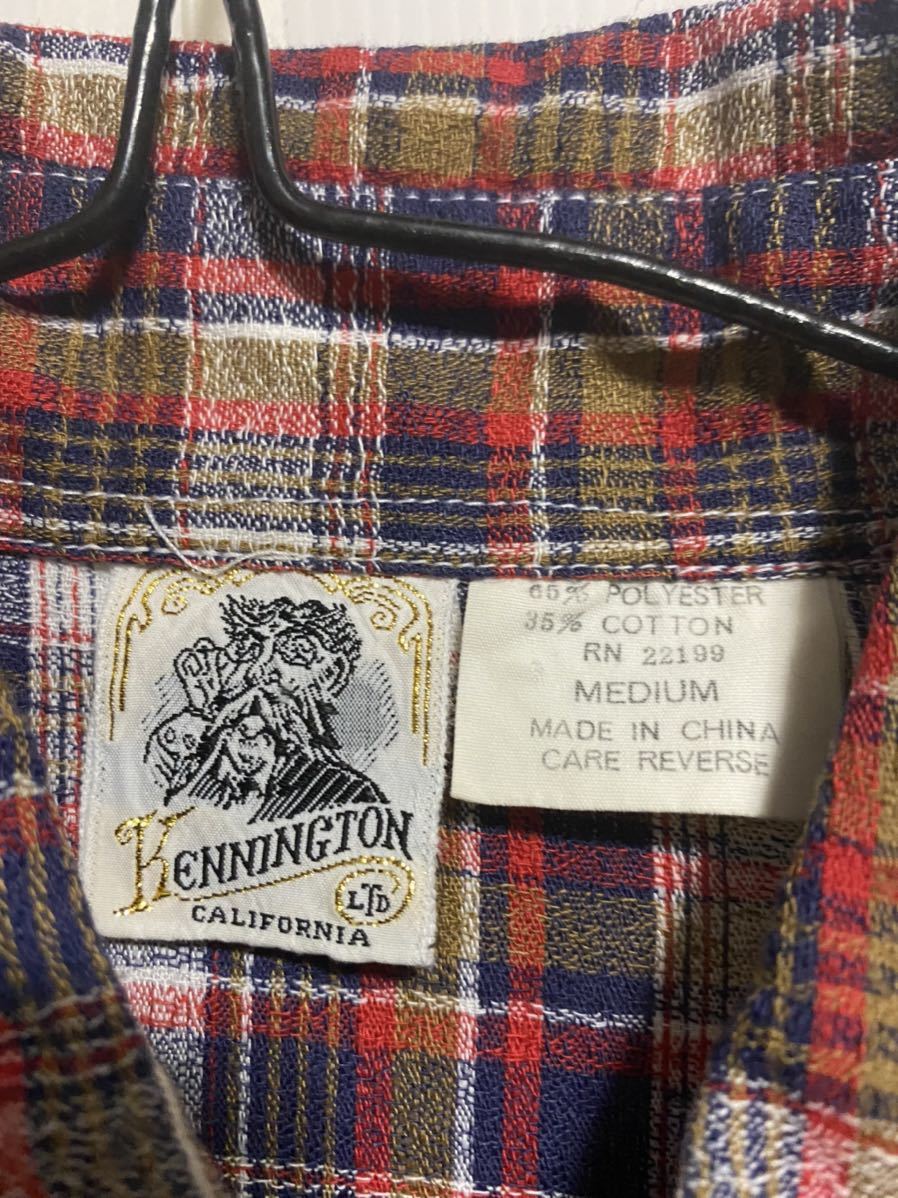 KENNINGTON
LTD
CALIFORNIA
65% POLYESTER
35% COTTON
RN 22199
MEDIUM
MADE IN CHINA
CARE REVERSE